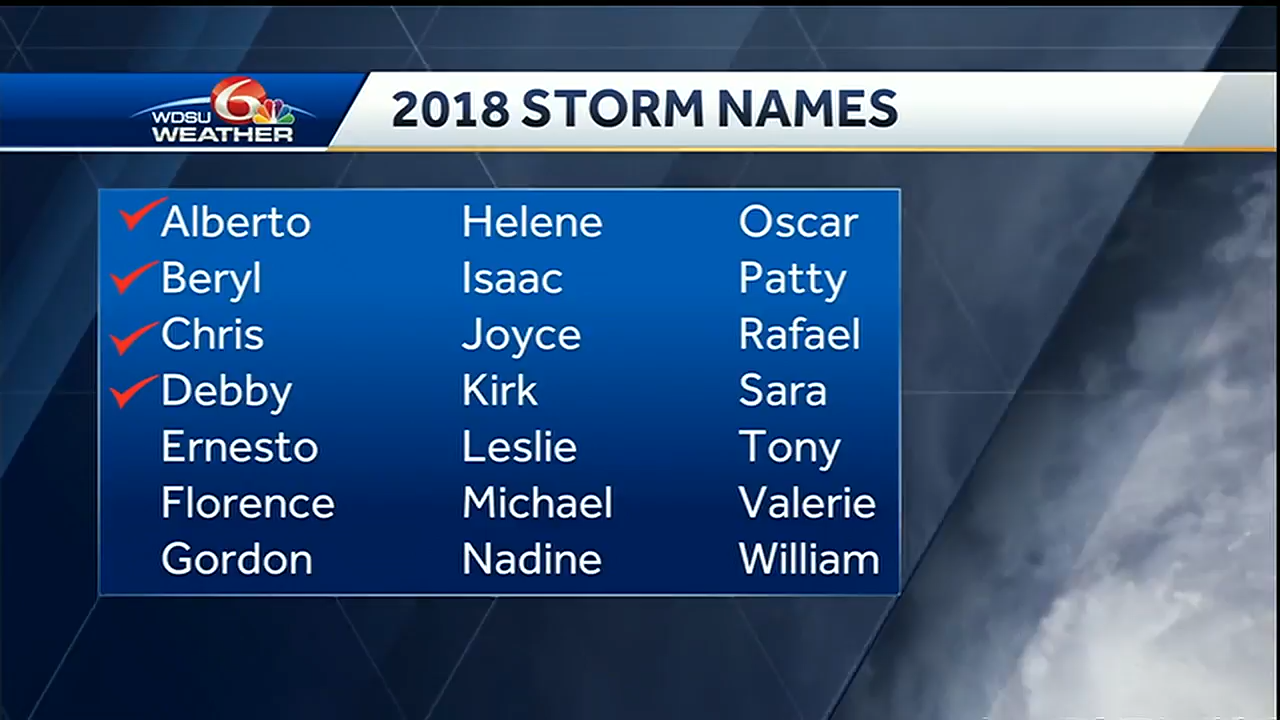 WDSU 6
WEATHER
2018 STORM NAMES
Alberto
Beryl
Chris
Debby
Ernesto
Florence
Gordon
Helene
Isaac
Joyce
Kirk
Leslie
Michael
Nadine
Oscar
Patty
Rafael
Sara
Tony
Valerie
William